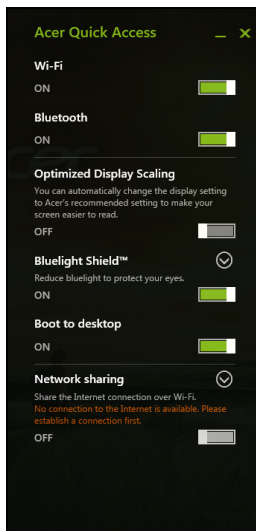 Acer Quick Access
Wi-Fi
ON
Bluetooth
ON
Optimized Display Scaling
You can automatically change the display setting
to Acer's recommended setting to make your
screen easier to read.
OFF
Bluelight Shield™
Reduce bluelight to protect your eyes.
ON
Boot to desktop
ON
Network sharing
Share the Internet connection over Wi-Fi.
No connection to the Internet is available. Please
establish a connection first.
OFF